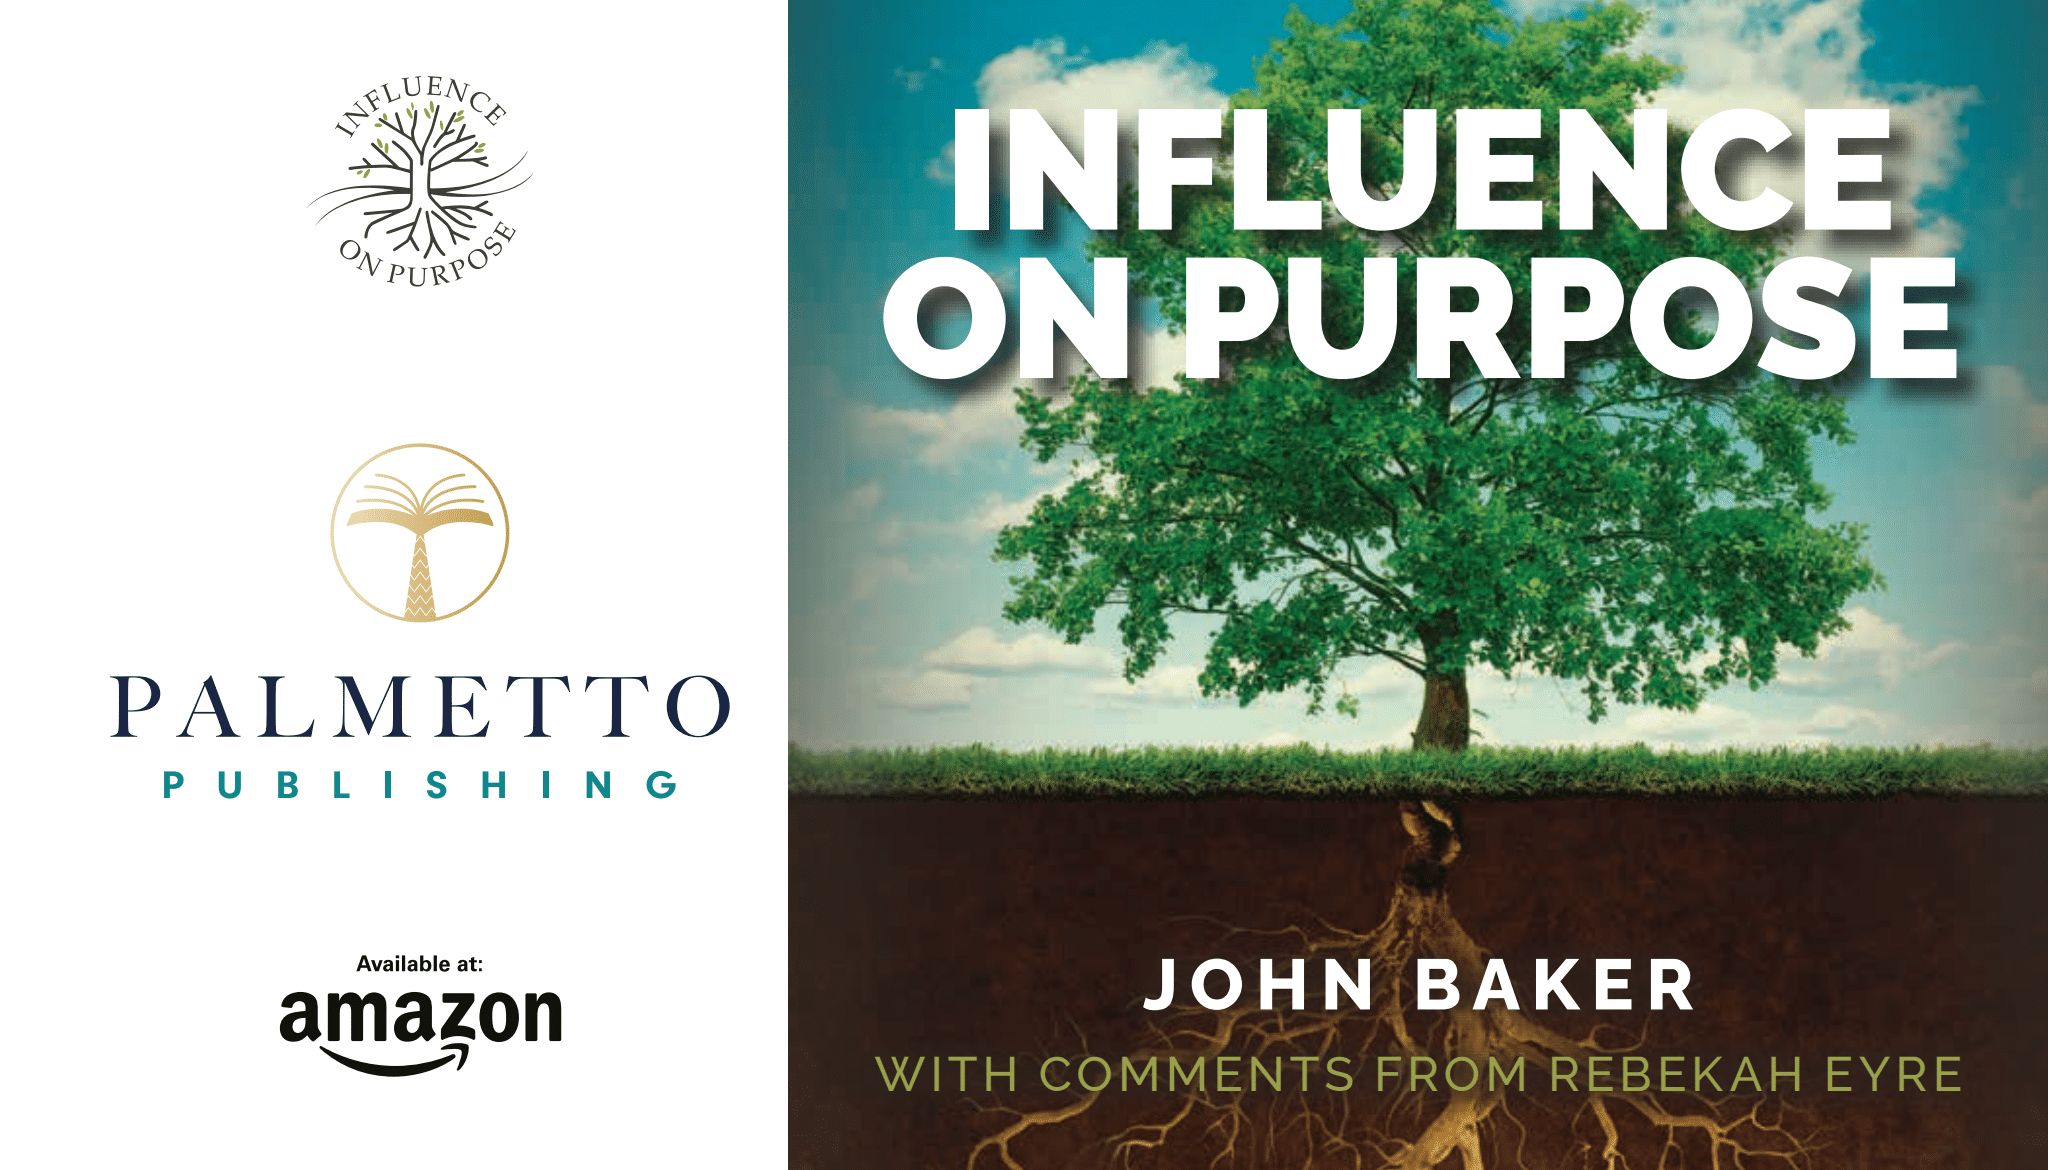 INFLUENCE
ON PURPOSE
PALMETTO
PUBLISHING
Available at:
amazon
INFLUENCE
ON PURPOSE
JOHN BAKER
WITH COMMENTS FROM REBEKAH EYRE